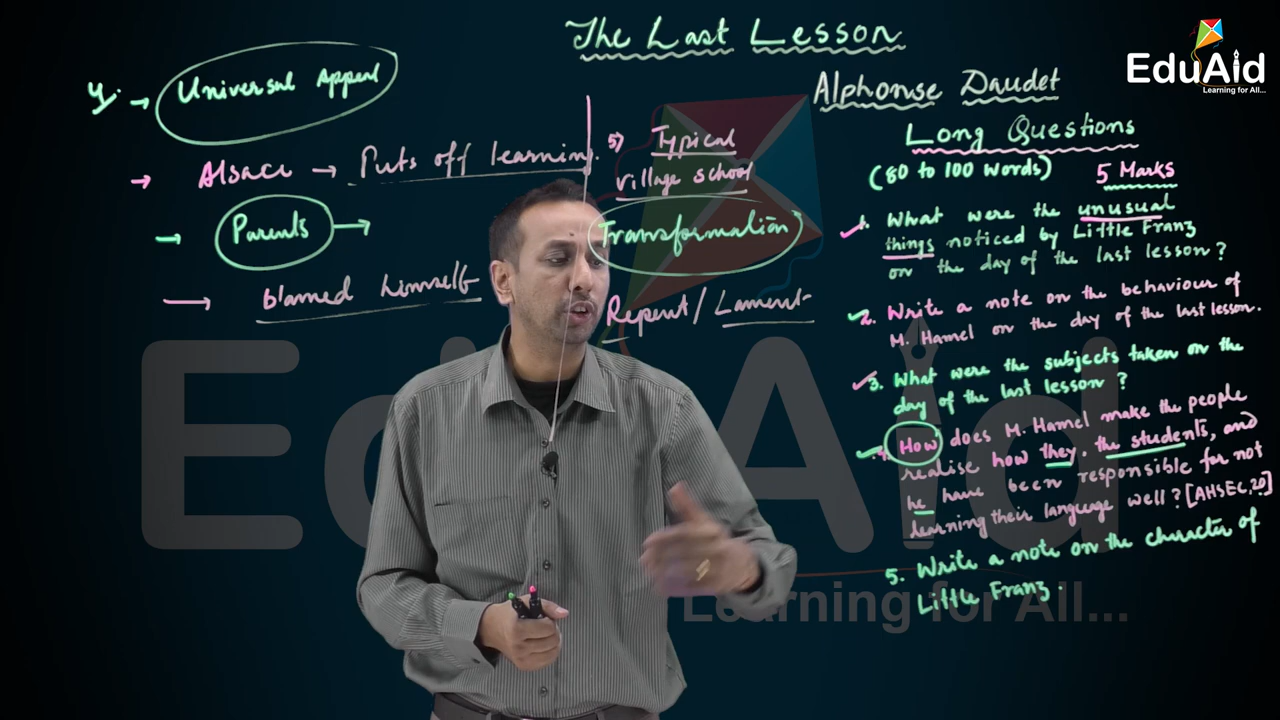 The Last Lesson
EduAid
Learning for All...
Alphonse Daudet
4. → Universal Appeal
→ Alsace → Puts off learning.
→ Parents →
→ blamed himself
5) Typical
village school
Transformation
Repent / Lament
Long Questions
(80 to 100 words) 5 Marks
1. What were the unusual
things noticed by Little Franz
on the day of the last lesson?
2. Write a note on the behaviour of
M. Hamel on the day of the last lesson.
3. What were the subjects taken on the
day of the last lesson?
4. How does M. Hamel make the people
realise how they, the students, and
he have been responsible for not
learning their language well? [AHSEC, 20]
5. Write a note on the character of
Little Franz.
Ed Aid
Learning for All...